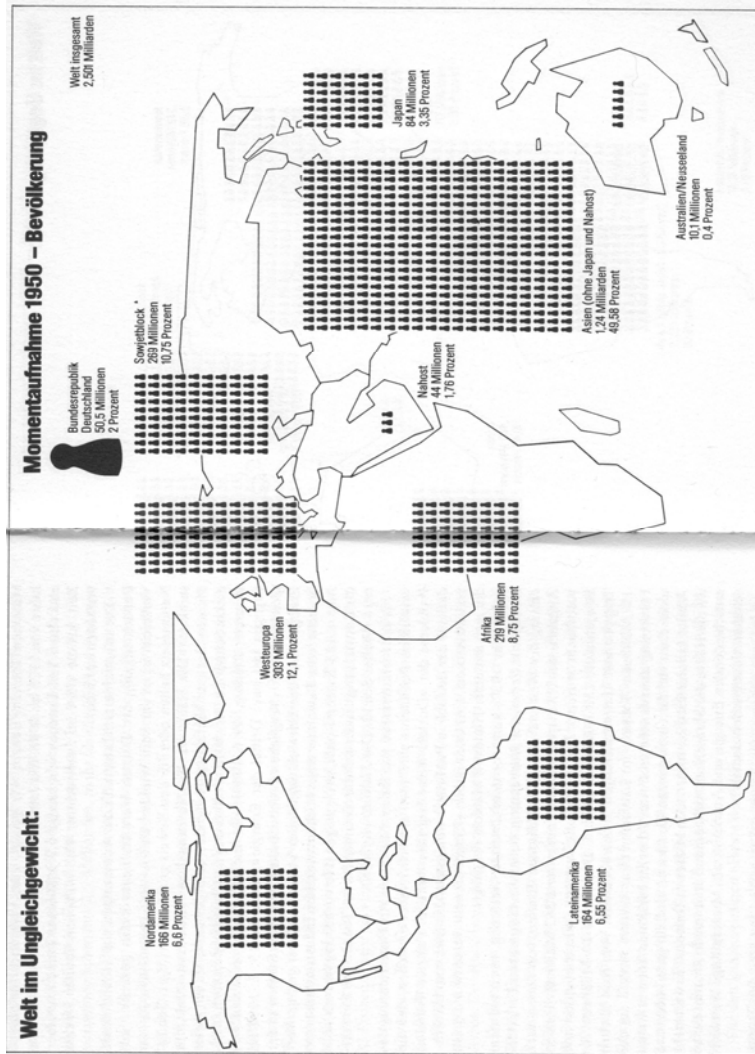 Welt im Ungleichgewicht:
Momentaufnahme 1950 – Bevölkerung
Welt insgesamt
2,501 Milliarden
Bundesrepublik
Deutschland
50,5 Millionen
2 Prozent
Nordamerika
166 Millionen
6,6 Prozent
Westeuropa
303 Millionen
12,1 Prozent
Sowjetblock *
269 Millionen
10,75 Prozent
Japan
84 Millionen
3,35 Prozent
Nahost
44 Millionen
1,76 Prozent
Afrika
219 Millionen
8,75 Prozent
Asien (ohne Japan und Nahost)
1,24 Milliarden
49,58 Prozent
Lateinamerika
164 Millionen
6,55 Prozent
Australien/Neuseeland
10,1 Millionen
0,4 Prozent